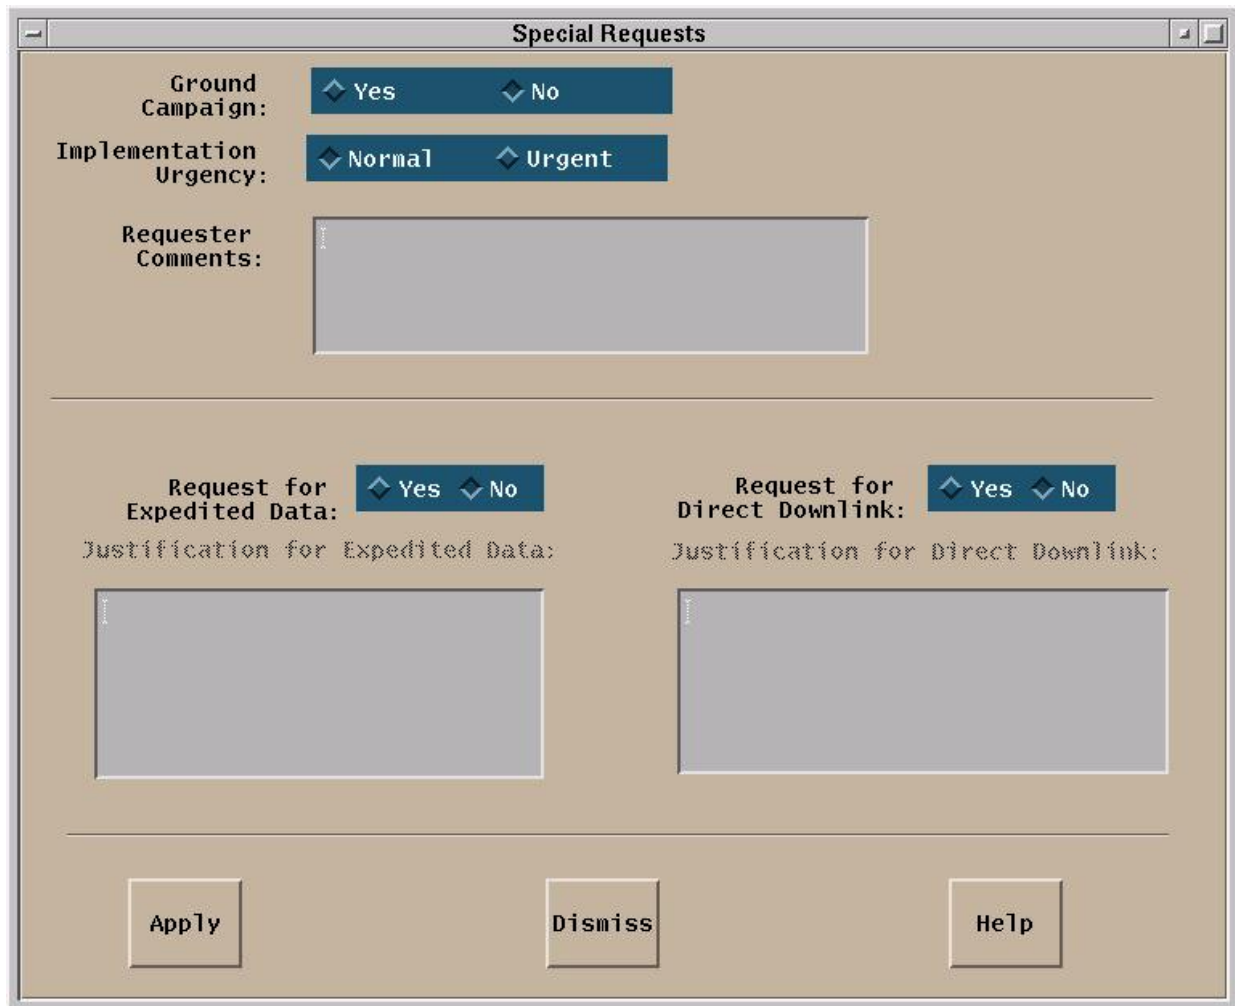 Special Requests
Ground
Campaign:
Yes No
Implementation
Urgency:
Normal Urgent
Requester
Comments:
Request for
Expedited Data:
Yes No
Justification for Expedited Data:
Request for
Direct Downlink:
Yes No
Justification for Direct Downlink:
Apply
Dismiss
Help